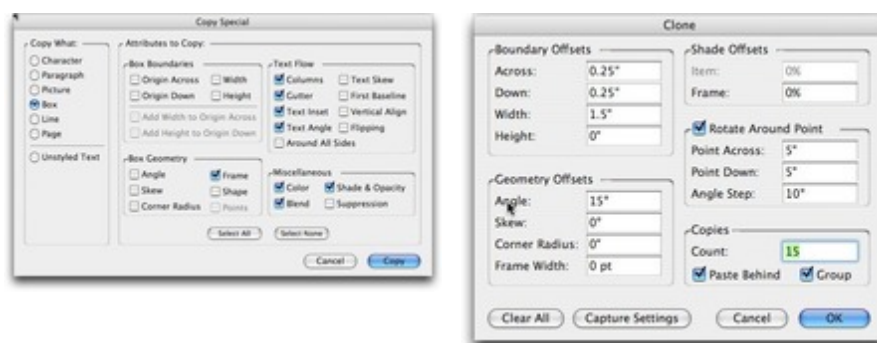 Copy Special
Copy What:
Character
Paragraph
Picture
Box
Line
Page
Unstyled Text
Attributes to Copy:
Box Boundaries
Origin Across Width
Origin Down Height
Add Width to Origin Across
Add Height to Origin Down
Box Geometry
Angle Frame
Skew Shape
Corner Radius Points
Text Flow
Columns Text Skew
Gutter First Baseline
Text Inset Vertical Align
Text Angle Flipping
Around All Sides
Miscellaneous
Color Shade & Opacity
Blend Suppression
Select All Select None
Cancel Copy
Clone
Boundary Offsets
Across: 0.25"
Down: 0.25"
Width: 1.5"
Height: 0"
Geometry Offsets
Angle: 15°
Skew: 0°
Corner Radius: 0"
Frame Width: 0 pt
Shade Offsets
Item: 0%
Frame: 0%
Rotate Around Point
Point Across: 5"
Point Down: 5"
Angle Step: 10°
Copies
Count: 15
Paste Behind Group
Clear All Capture Settings Cancel OK